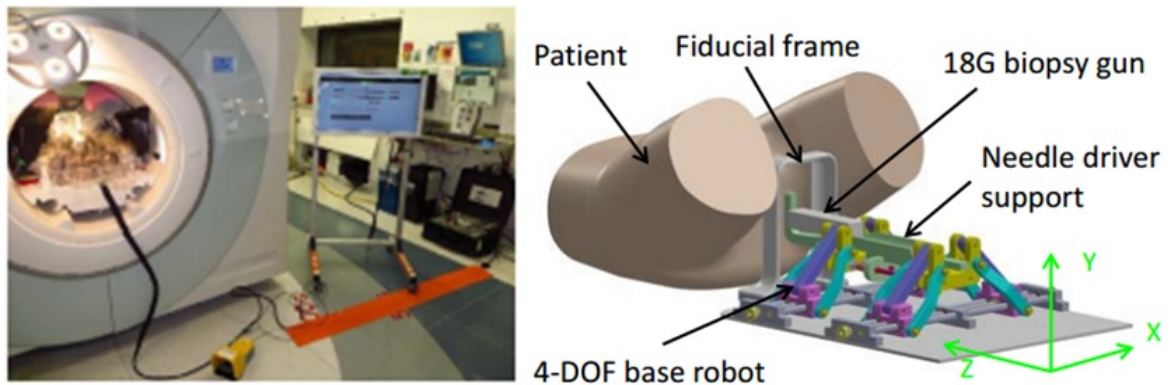 Patient
Fiducial frame
18G biopsy gun
Needle driver
support
4-DOF base robot
Y
X
Z